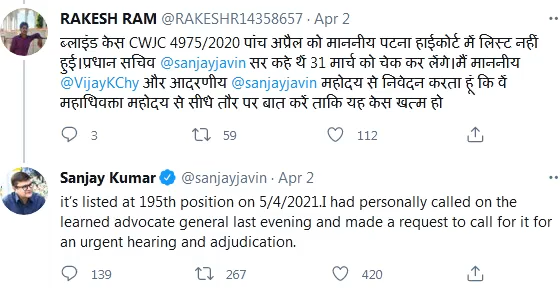 RAKESH RAM @RAKESHR14358657 · Apr 2
ब्लाइंड केस CWJC 4975/2020 पांच अप्रैल को माननीय पटना हाईकोर्ट में लिस्ट नहीं
हुई।प्रधान सचिव @sanjayjavin सर कहे थैं 31 मार्च को चेक कर लेंगे।मैं माननीय
@VijayKChy और आदरणीय @sanjayjavin महोदय से निवेदन करता हूं कि वें
महाधिवक्ता महोदय से सीधे तौर पर बात करें ताकि यह केस खत्म हो
3 59 112
Sanjay Kumar @sanjayjavin · Apr 2
it's listed at 195th position on 5/4/2021.I had personally called on the
learned advocate general last evening and made a request to call for it for
an urgent hearing and adjudication.
139 267 420